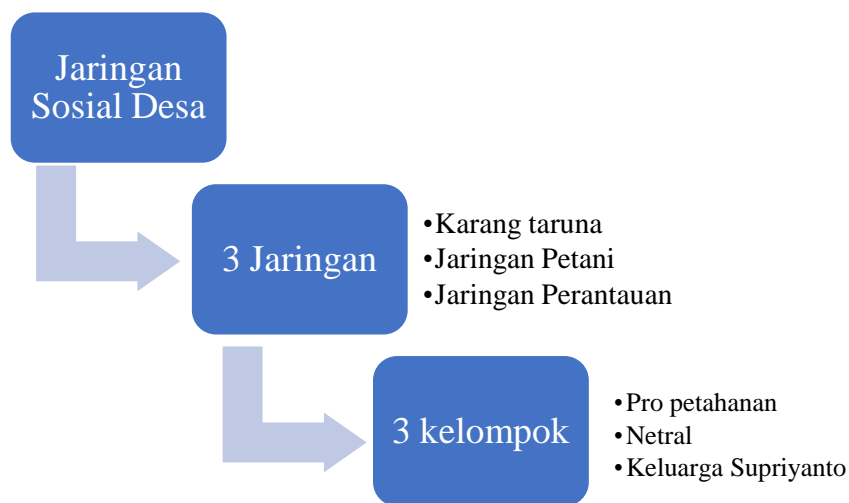 Jaringan
Sosial Desa
3 Jaringan
•Karang taruna
•Jaringan Petani
•Jaringan Perantauan
3 kelompok
•Pro petahanan
•Netral
•Keluarga Supriyanto